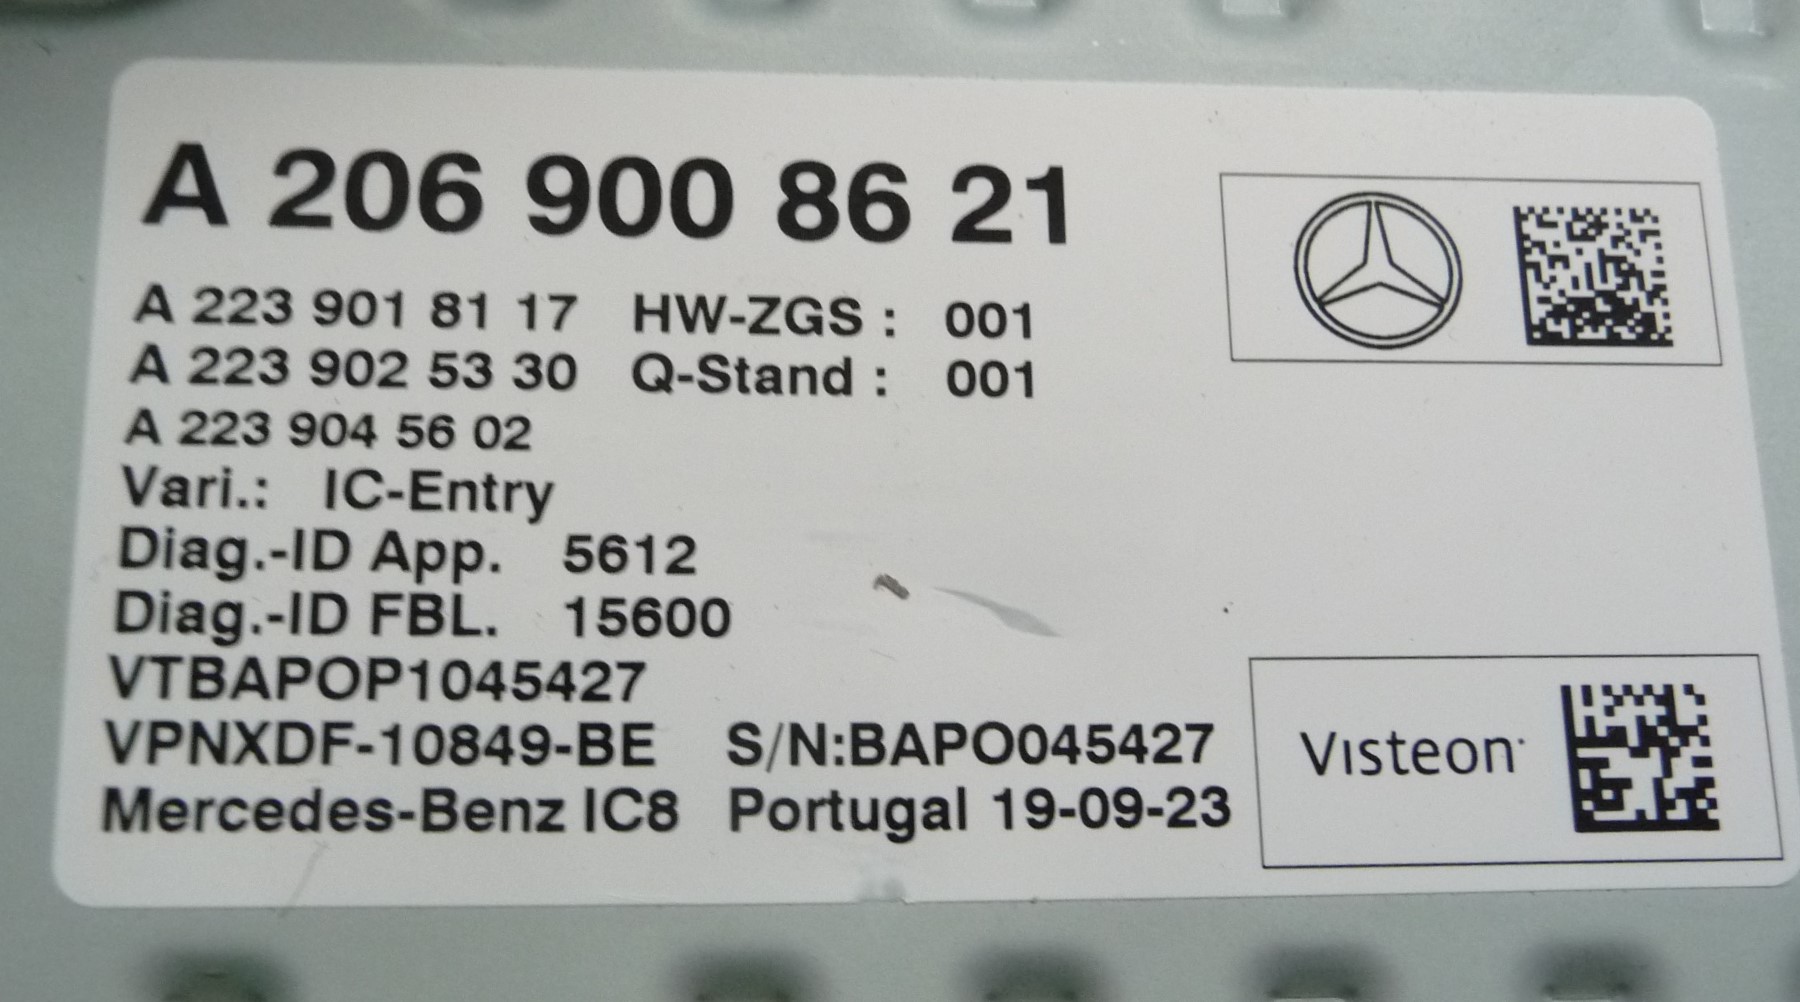 A 206 900 86 21
A 223 901 81 17 HW-ZGS : 001
A 223 902 53 30 Q-Stand : 001
A 223 904 56 02
Vari.: IC-Entry
Diag.-ID App. 5612
Diag.-ID FBL. 15600
VTBAPOP1045427
VPNXDF-10849-BE S/N:BAPO045427
Mercedes-Benz IC8 Portugal 19-09-23
Visteon